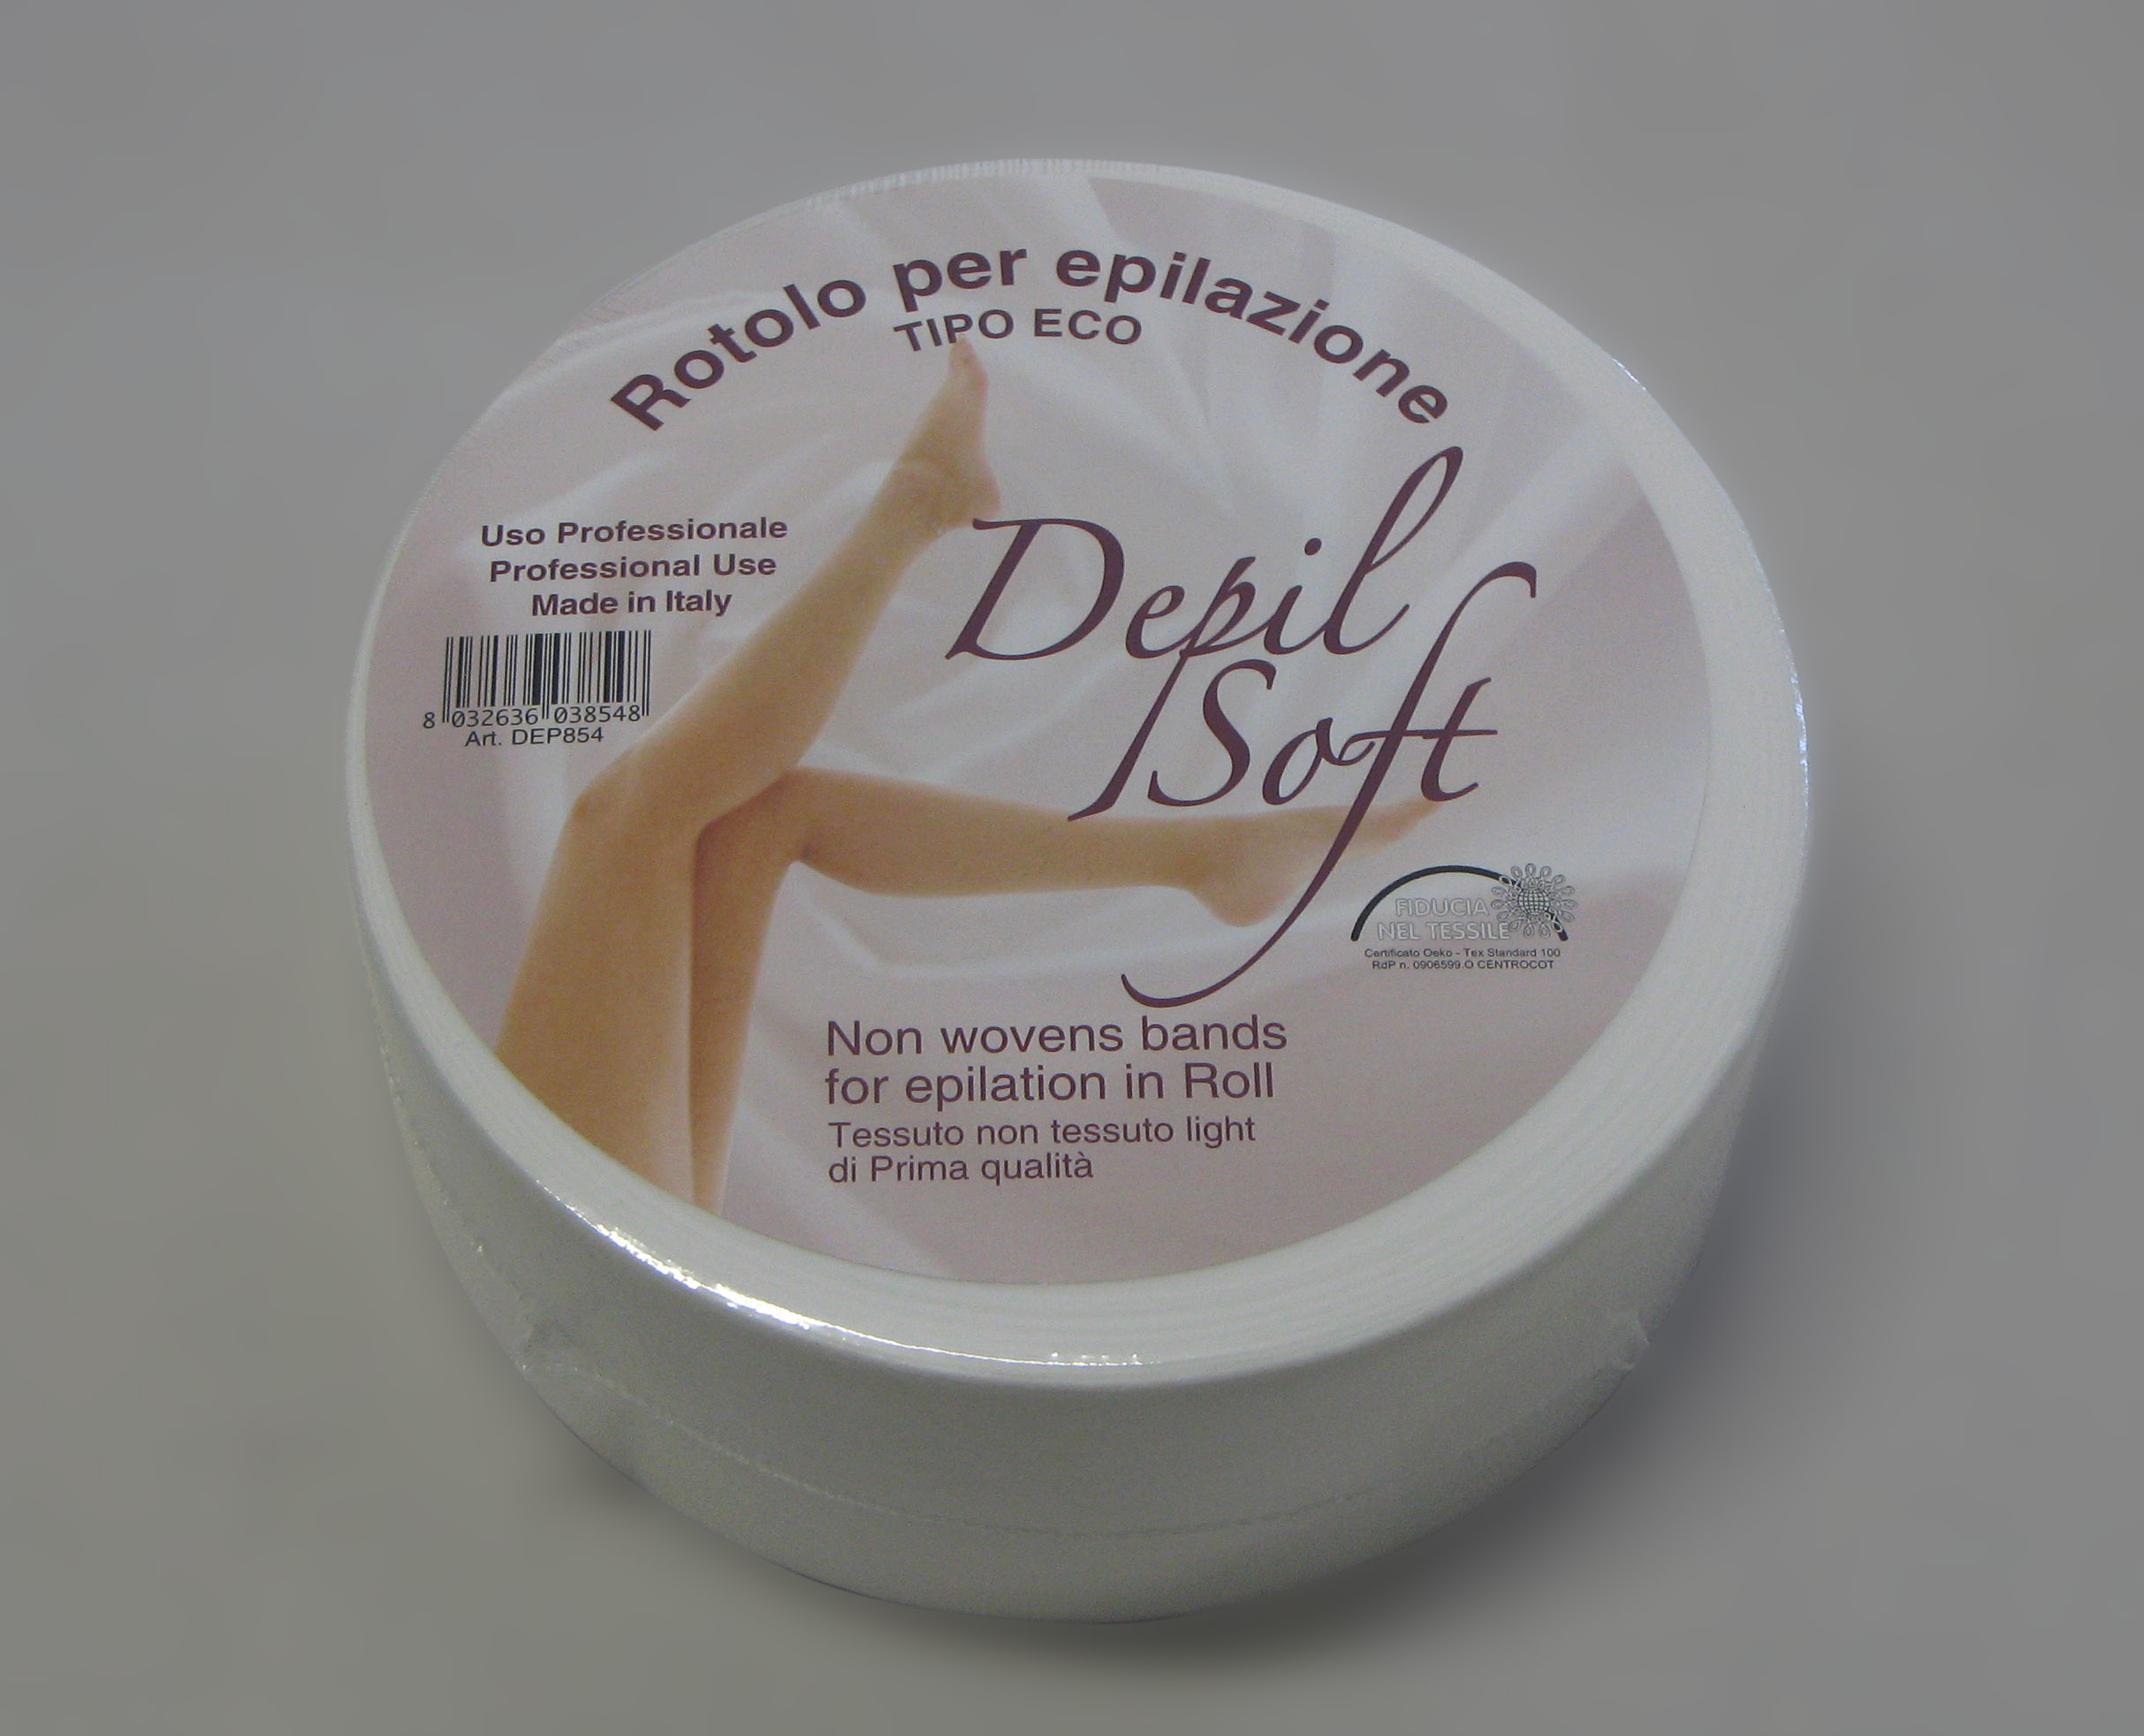 Rotolo per epilazione
TIPO ECO
Uso Professionale
Professional Use
Made in Italy
8 032636 038548
Art. DEP854
Depil
Soft
FIDUCIA
NEL TESSILE
Certificato Oeko - Tex Standard 100
RdP n. 0906599.O CENTROCOT
Non wovens bands
for epilation in Roll
Tessuto non tessuto light
di Prima qualità